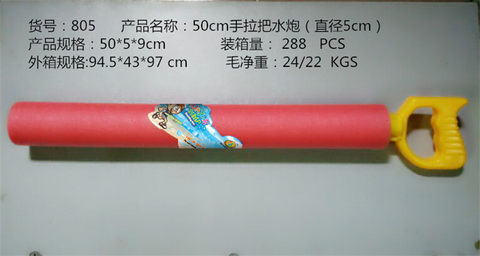 货号：805 产品名称：50cm手拉把水炮（直径5cm）
产品规格：50*5*9cm 装箱量： 288 PCS
外箱规格:94.5*43*97 cm 毛净重：24/22 KGS